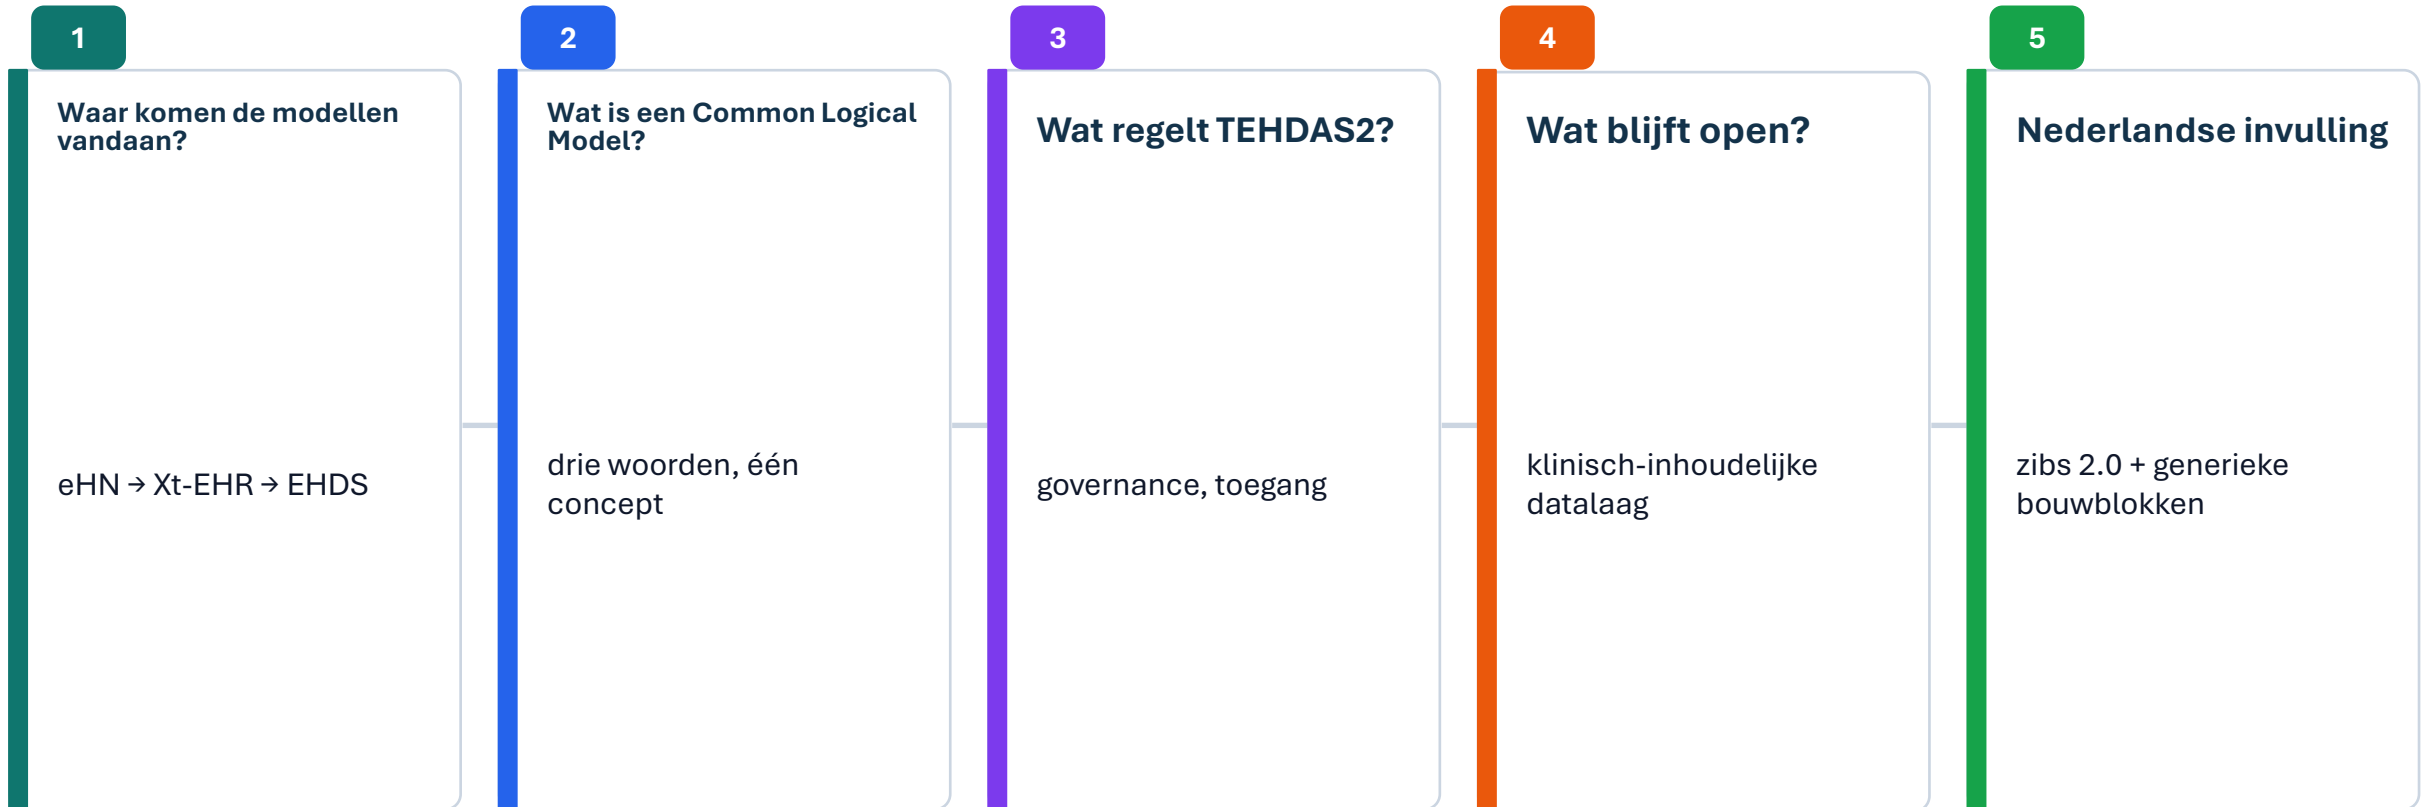 1
Waar komen de modellen
vandaan?
eHN → Xt-EHR → EHDS
2
Wat is een Common Logical
Model?
drie woorden, één
concept
3
Wat regelt TEHDAS2?
governance, toegang
4
Wat blijft open?
klinisch-inhoudelijke
datalaag
5
Nederlandse invulling
zibs 2.0 + generieke
bouwblokken